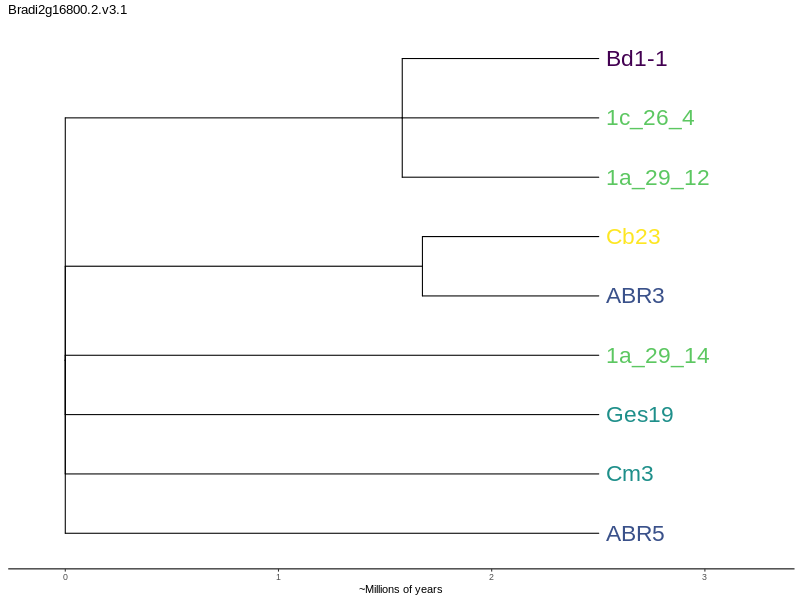 Bradi2g16800.2.v3.1
Bd1-1
1c_26_4
1a_29_12
Cb23
ABR3
1a_29_14
Ges19
Cm3
ABR5
0 1 2 3
~Millions of years